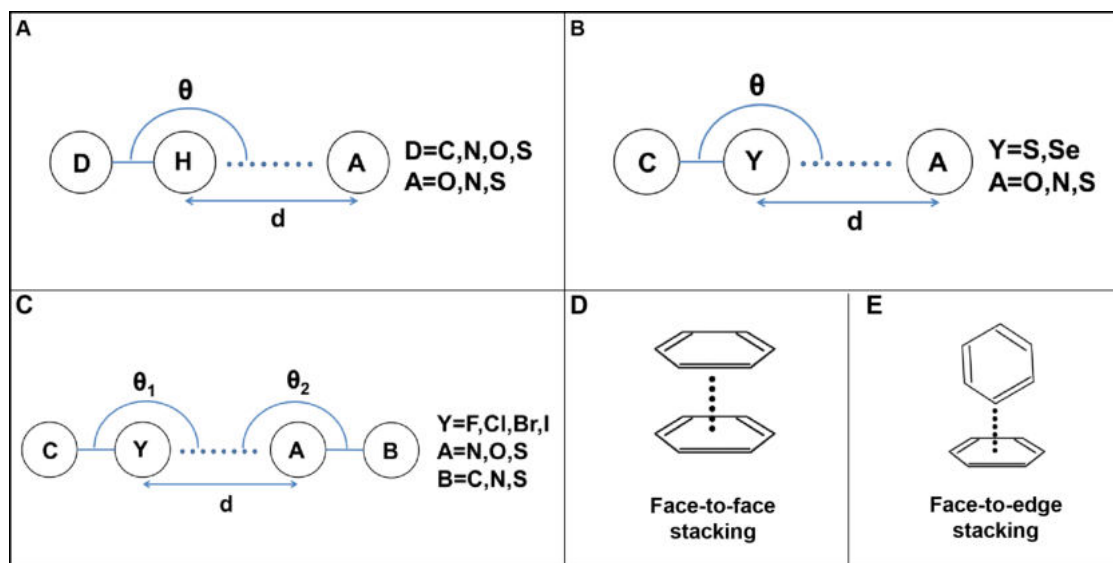 A
θ
D H A
d
D=C,N,O,S
A=O,N,S
B
θ
C Y A
d
Y=S,Se
A=O,N,S
C
θ1 θ2
C Y A B
d
Y=F,Cl,Br,I
A=N,O,S
B=C,N,S
D
Face-to-face
stacking
E
Face-to-edge
stacking